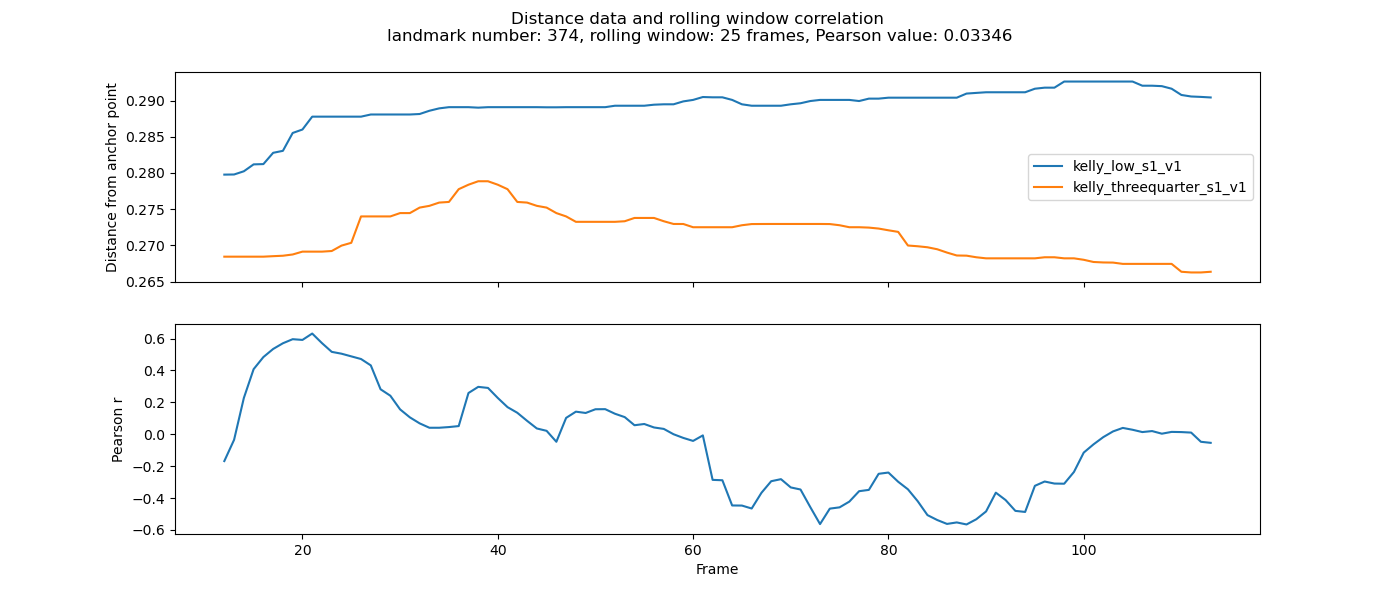 Distance data and rolling window correlation
landmark number: 374, rolling window: 25 frames, Pearson value: 0.03346
Distance from anchor point
0.290
0.285
0.280
0.275
0.270
0.265
kelly_low_s1_v1
kelly_threequarter_s1_v1
Pearson r
0.6
0.4
0.2
0.0
−0.2
−0.4
−0.6
20 40 60 80 100
Frame